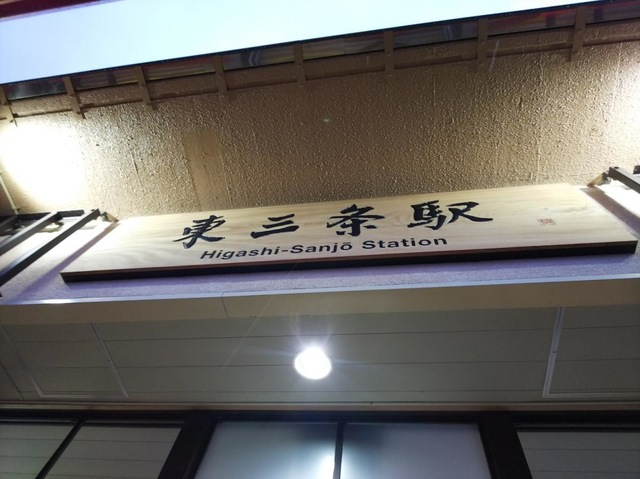 東三条駅
Higashi-Sanjō Station